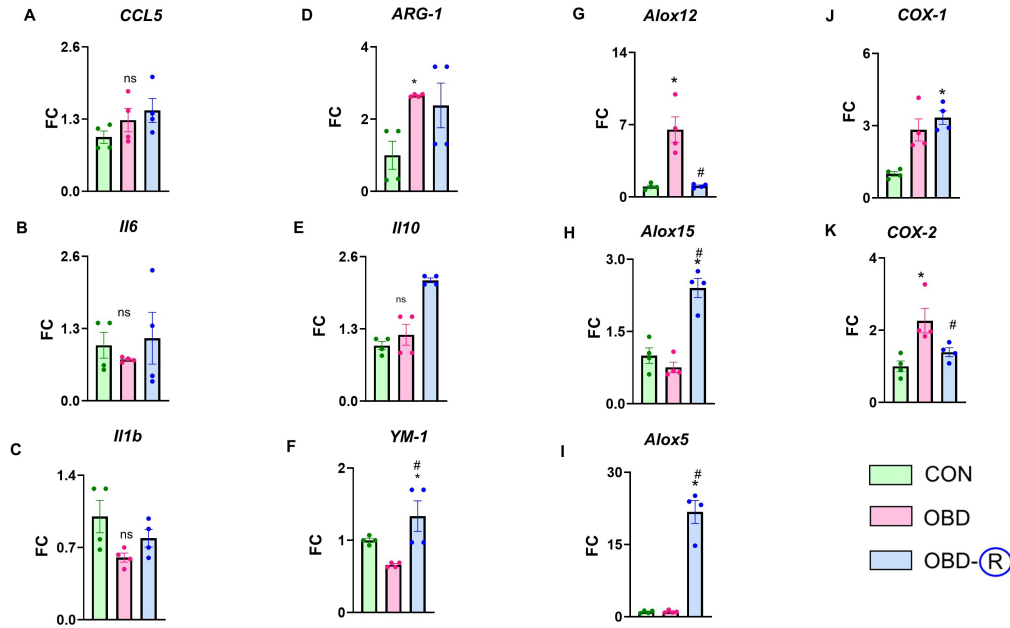 A
CCL5
2.6
1.3
0.0
FC
ns
D
ARG-1
4
2
0
FC
*
G
Alox12
14
7
0
FC
*
#
J
COX-1
6
3
0
FC
*
B
Il6
2.6
1.3
0.0
FC
ns
E
Il10
2.6
1.3
0.0
FC
ns
H
Alox15
3.0
1.5
0.0
FC
#
*
K
COX-2
4
2
0
FC
*
#
C
Il1b
1.4
0.7
0.0
FC
ns
F
YM-1
2
1
0
FC
#
*
I
Alox5
30
15
0
FC
#
*
CON
OBD
OBD-R